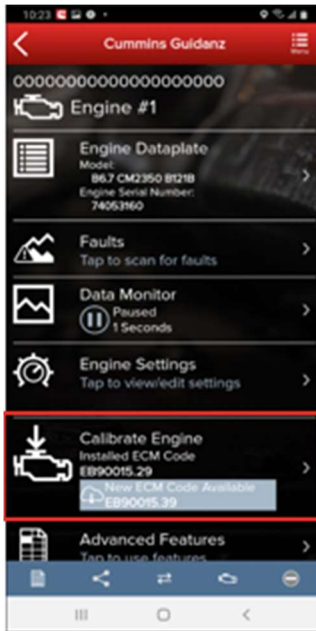 10:23
Cummins Guidanz
Menu
00000000000000000000
Engine #1
Engine Dataplate
Model:
B6.7 CM2350 B121B
Engine Serial Number:
74053160
Faults
Tap to scan for faults
Data Monitor
Paused
1 Seconds
Engine Settings
Tap to view/edit settings
Calibrate Engine
Installed ECM Code
EB90015.29
New ECM Code Available
EB90015.39
Advanced Features
Tap to use features